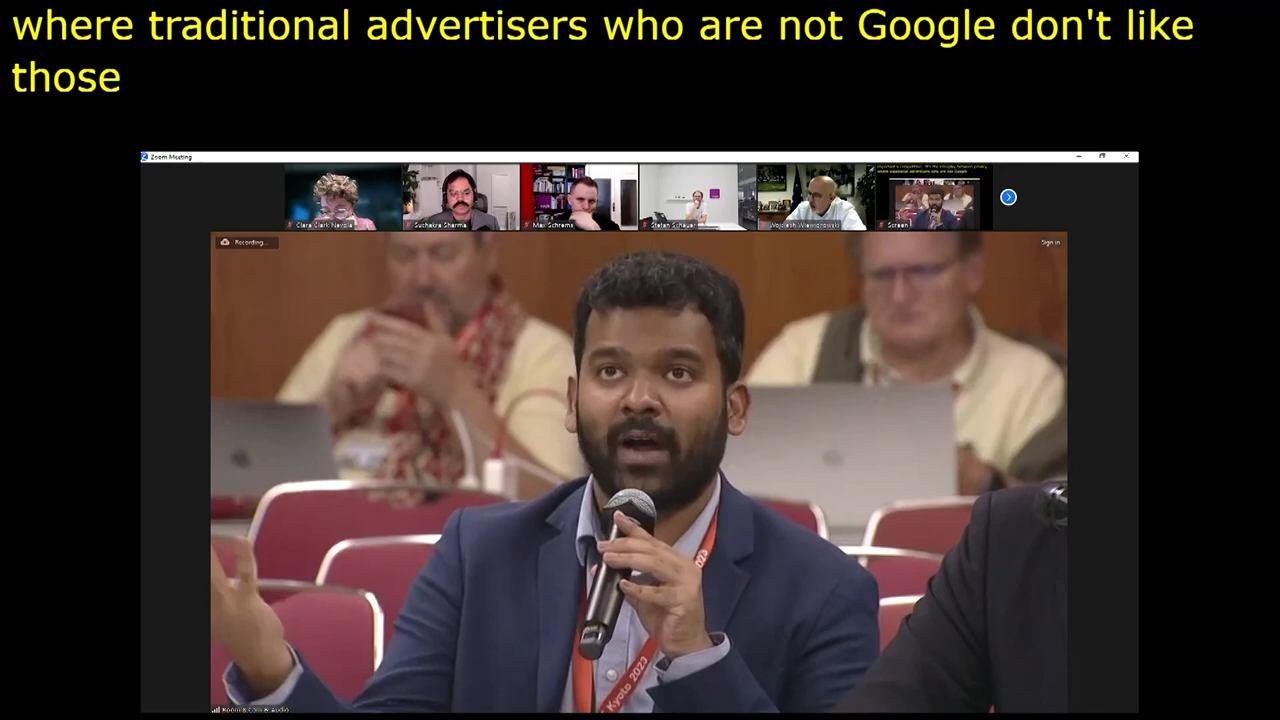 where traditional advertisers who are not Google don't like
those
Zoom Meeting
Clara Clark Nevola
Suchakra Sharma
Max Schrems
Stefan Schauer
Wojciech Wiewiorowski
Screen
Recording...
Sign in
2023
Kyoto 2023